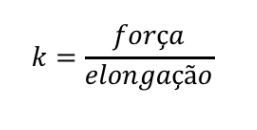 k = força / elongação